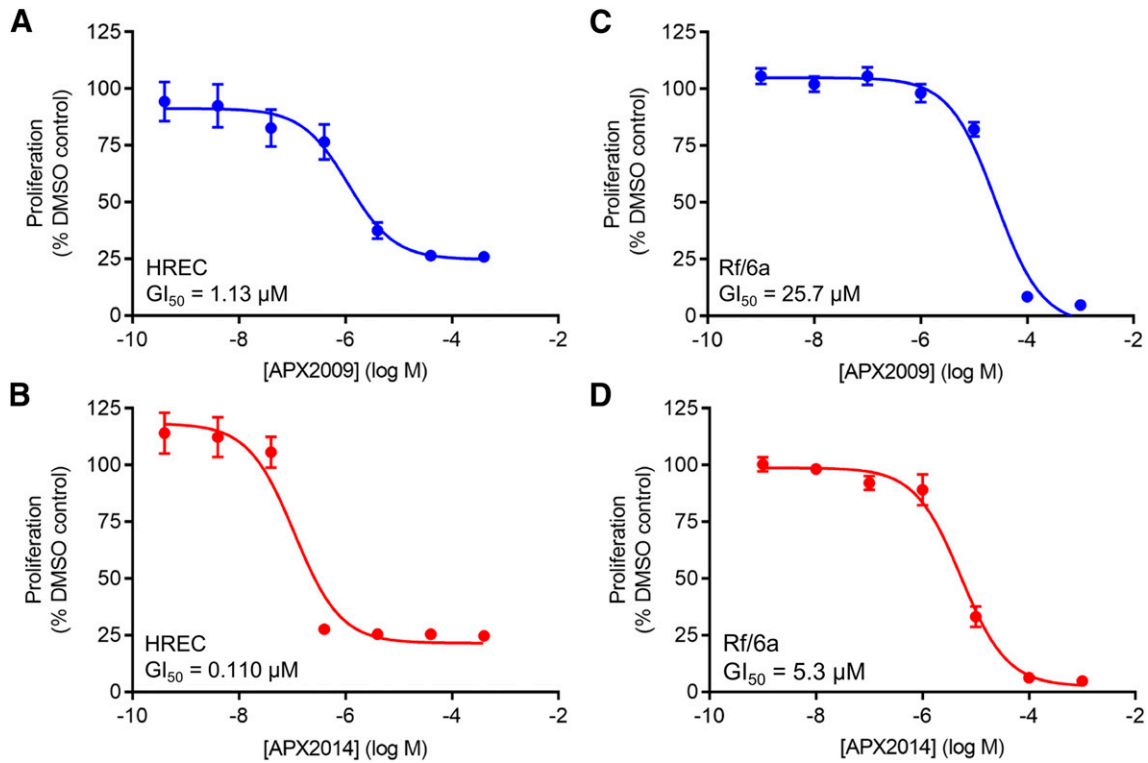 A
Proliferation
(% DMSO control)
125
100
75
50
25
0
HREC
GI50 = 1.13 µM
-10
-8
-6
-4
-2
[APX2009] (log M)
C
Proliferation
(% DMSO control)
125
100
75
50
25
0
Rf/6a
GI50 = 25.7 µM
-10
-8
-6
-4
-2
[APX2009] (log M)
B
Proliferation
(% DMSO control)
125
100
75
50
25
0
HREC
GI50 = 0.110 µM
-10
-8
-6
-4
-2
[APX2014] (log M)
D
Proliferation
(% DMSO control)
125
100
75
50
25
0
Rf/6a
GI50 = 5.3 µM
-10
-8
-6
-4
-2
[APX2014] (log M)